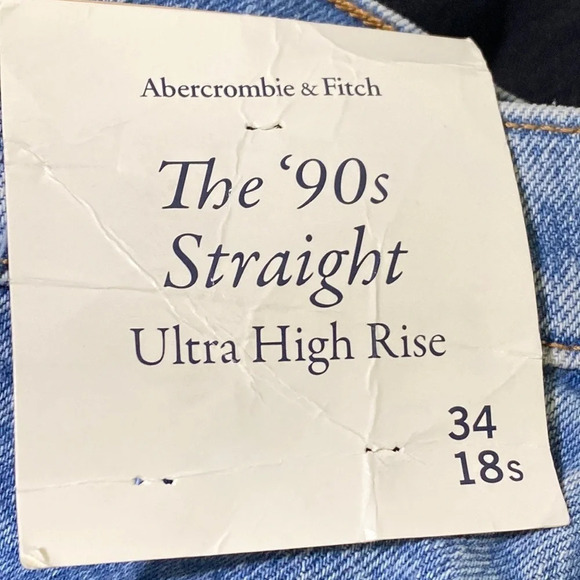 Abercrombie & Fitch
The ‘90s
Straight
Ultra High Rise
34
18s